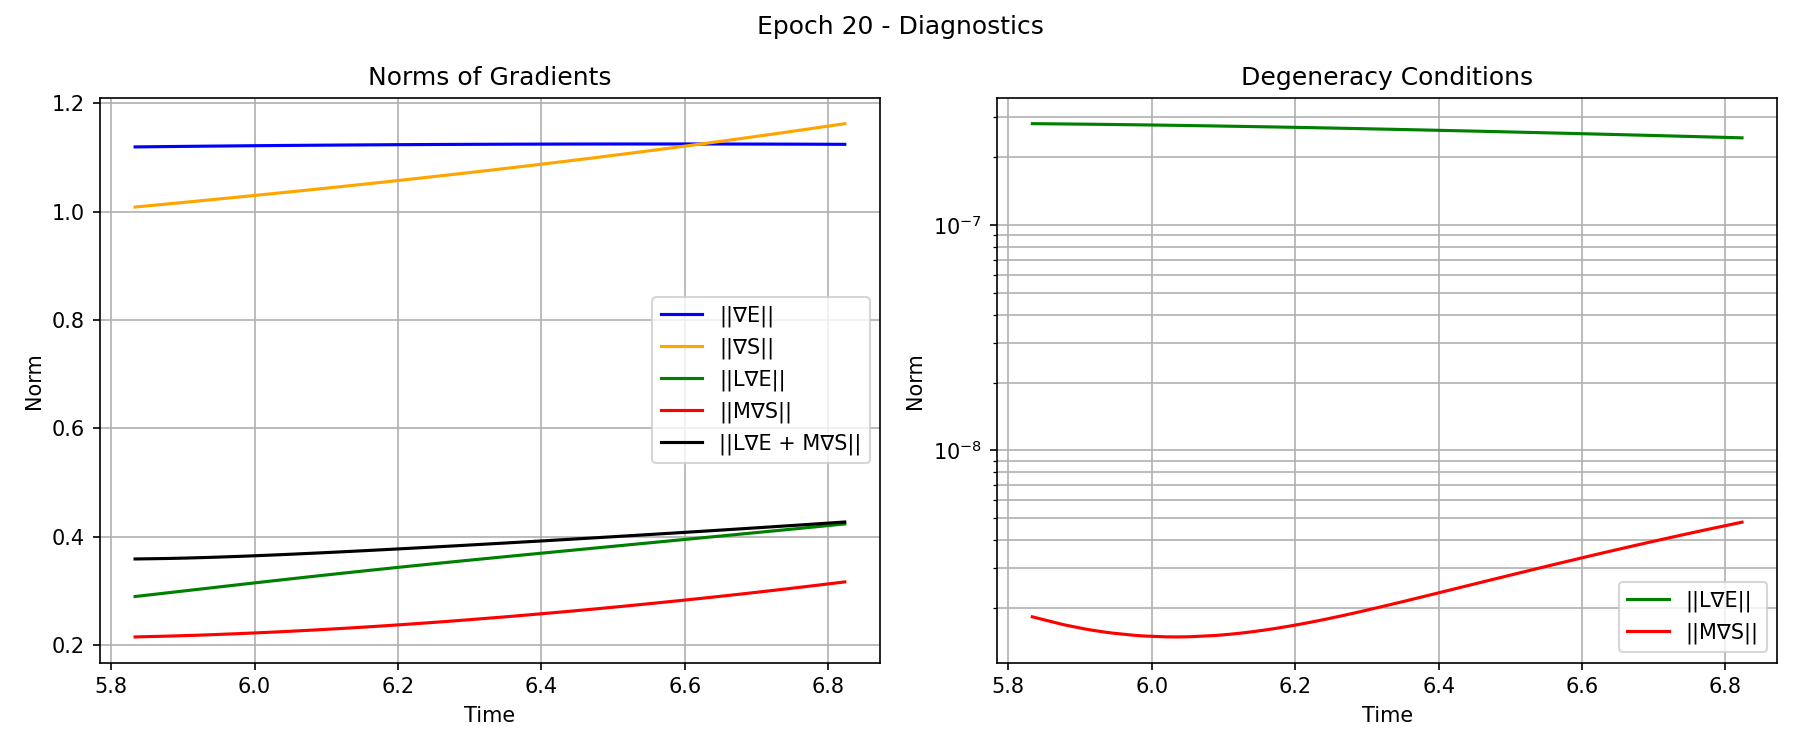 Epoch 20 - Diagnostics
Norms of Gradients
1.2
1.0
0.8
0.6
0.4
0.2
Norm
5.8 6.0 6.2 6.4 6.6 6.8
Time
||∇E||
||∇S||
||L∇E||
||M∇S||
||L∇E + M∇S||
Degeneracy Conditions
10⁻⁷
10⁻⁸
Norm
5.8 6.0 6.2 6.4 6.6 6.8
Time
||L∇E||
||M∇S||